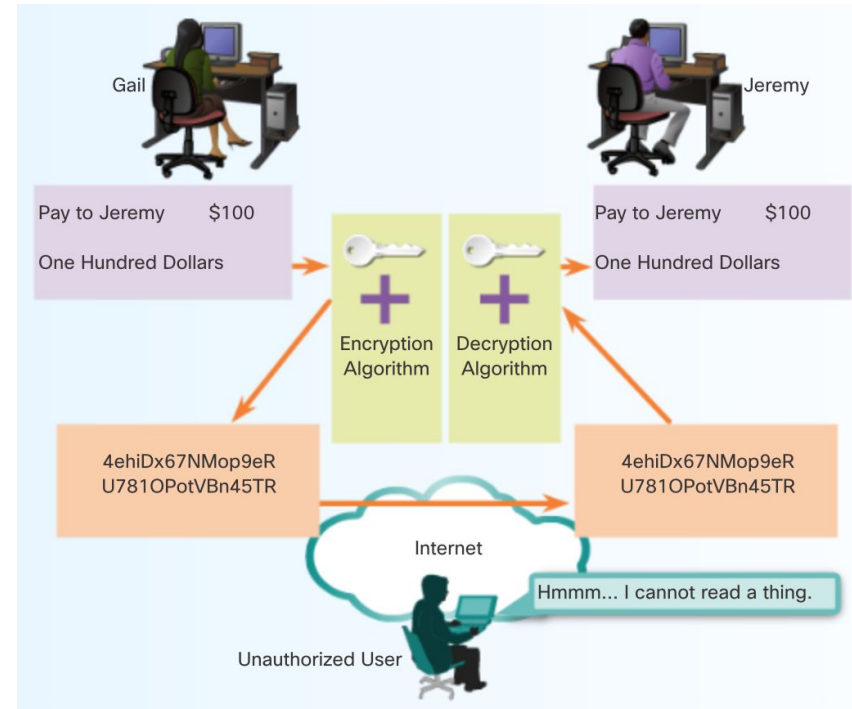 Gail
Jeremy
Pay to Jeremy $100
One Hundred Dollars
Encryption
Algorithm
Decryption
Algorithm
Pay to Jeremy $100
One Hundred Dollars
4ehiDx67NMop9eR
U781OPotVBn45TR
4ehiDx67NMop9eR
U781OPotVBn45TR
Internet
Hmmm... I cannot read a thing.
Unauthorized User